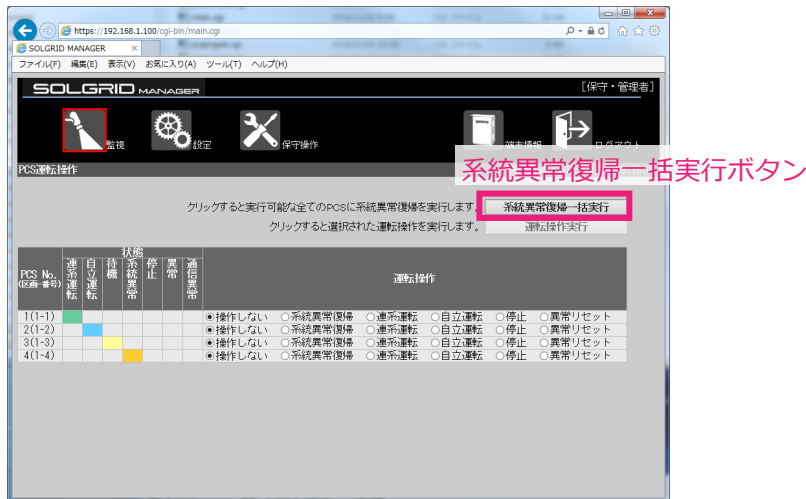 https://192.168.1.100/cgi-bin/main.cgi
SOLGRID MANAGER ×
ファイル(F) 編集(E) 表示(V) お気に入り(A) ツール(T) ヘルプ(H)
SOLGRID MANAGER [保守・管理者]
監視 設定 保守操作 端末情報 ログアウト
系統異常復帰一括実行ボタン
PCS運転操作
クリックすると実行可能な全てのPCSに系統異常復帰を実行します。 系統異常復帰一括実行
クリックすると選択された運転操作を実行します。 運転操作実行
PCS No.
(区画-番号)
状態
連系運転 自立運転 待機 系統異常 停止 異常 通信異常
運転操作
1(1-1) 操作しない 系統異常復帰 連系運転 自立運転 停止 異常リセット
2(1-2) 操作しない 系統異常復帰 連系運転 自立運転 停止 異常リセット
3(1-3) 操作しない 系統異常復帰 連系運転 自立運転 停止 異常リセット
4(1-4) 操作しない 系統異常復帰 連系運転 自立運転 停止 異常リセット